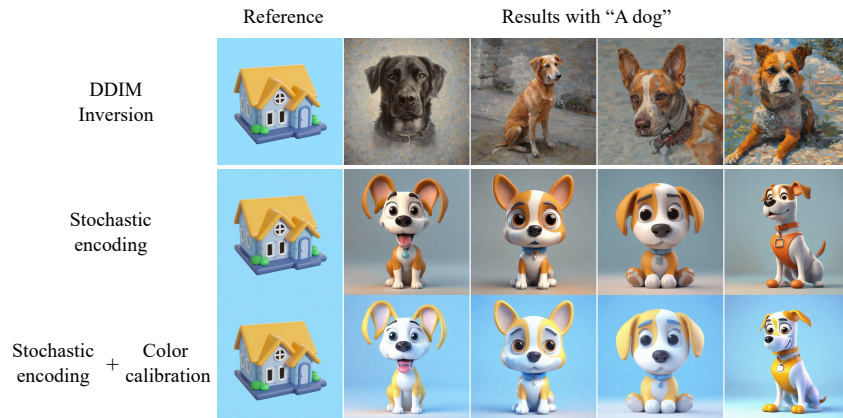 Reference
Results with “A dog”
DDIM
Inversion
Stochastic
encoding
Stochastic
encoding
+
Color
calibration